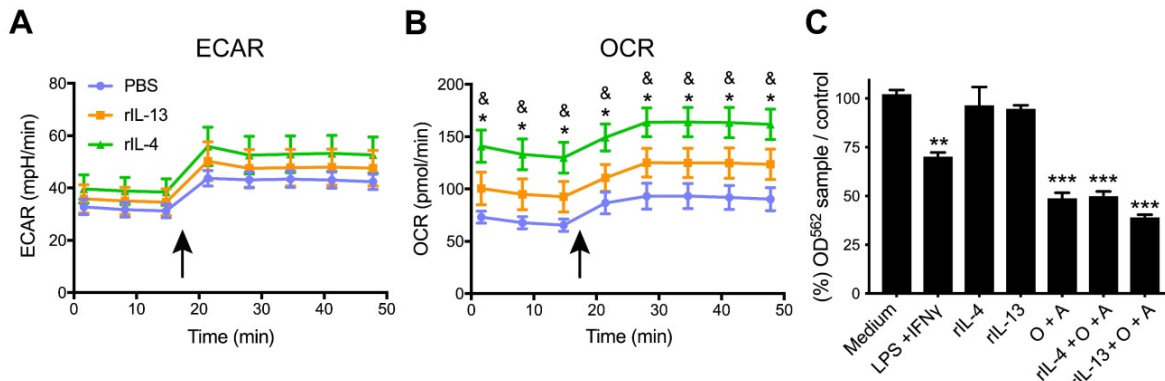 A
ECAR
ECAR (mpH/min)
80
60
40
20
0
PBS
rIL-13
rIL-4
0 10 20 30 40 50
Time (min)
B
OCR
OCR (pmol/min)
200
150
100
50
0
& & & & & & & &
* * * * * * * *
0 10 20 30 40 50
Time (min)
C
(%) OD562 sample / control
100
75
50
25
0
**
***
***
***
Medium
LPS +IFNγ
rIL-4
rIL-13
O + A
rIL-4 +O + A